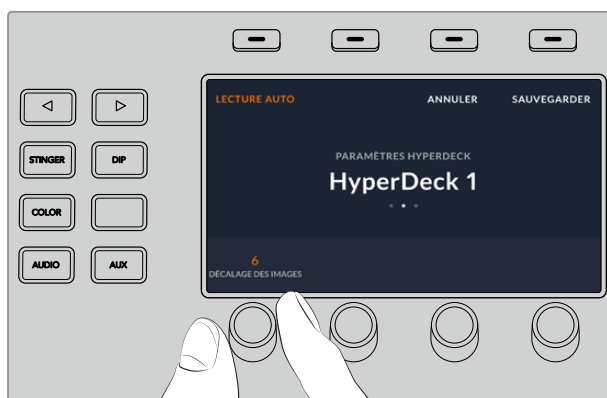 LECTURE AUTO ANNULER SAUVEGARDER
PARAMÈTRES HYPERDECK
HyperDeck 1
6
DÉCALAGE DES IMAGES
STINGER DIP
COLOR
AUDIO AUX